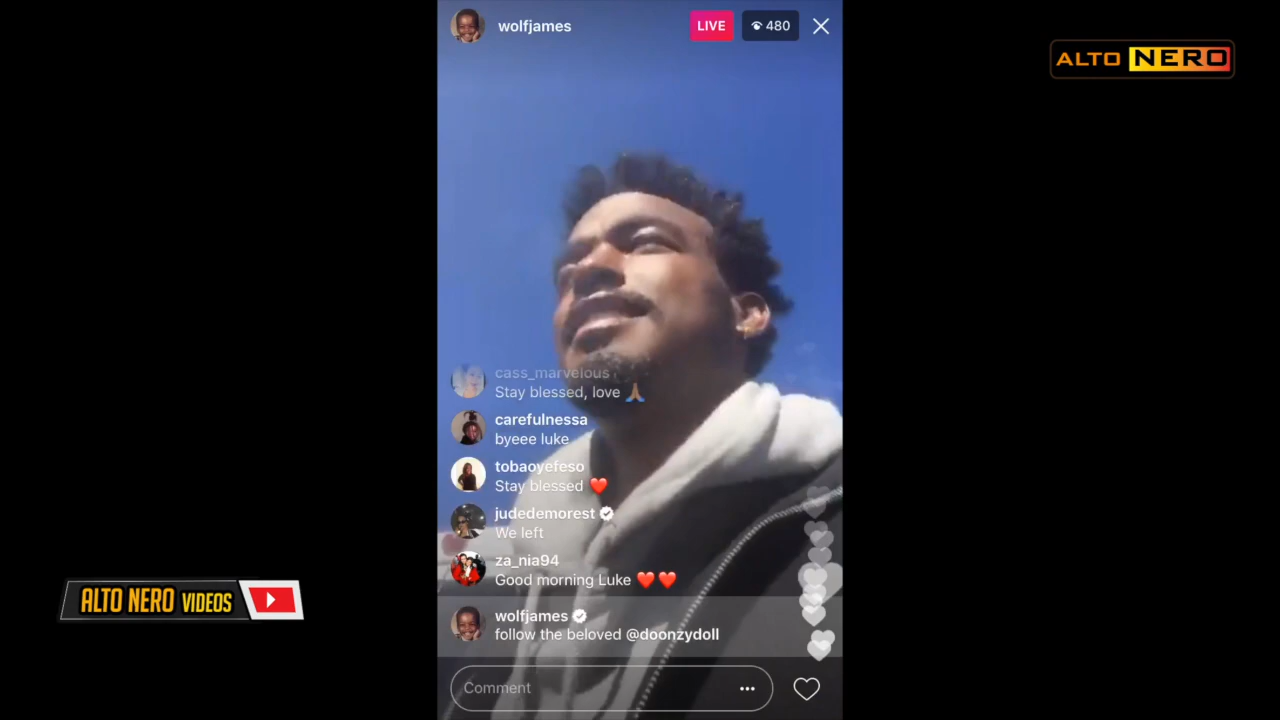 wolfjames
LIVE
480
ALTO NERO
cass_marvelous
Stay blessed, love 🙏🏽
carefulnessa
byeee luke
tobaoyefeso
Stay blessed ❤️
judedemorest
We left
za_nia94
Good morning Luke ❤️❤️
wolfjames
follow the beloved @doonzydoll
ALTO NERO VIDEOS
Comment